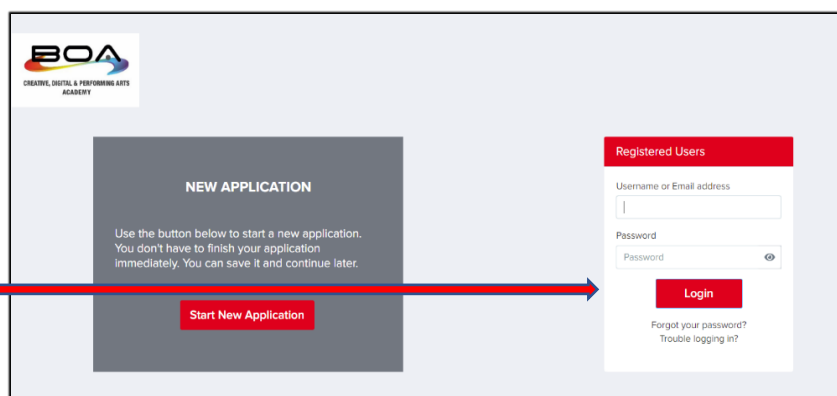 BOA
CREATIVE, DIGITAL & PERFORMING ARTS
ACADEMY
NEW APPLICATION
Use the button below to start a new application.
You don't have to finish your application
immediately. You can save it and continue later.
Start New Application
Registered Users
Username or Email address
Password
Password
Login
Forgot your password?
Trouble logging in?